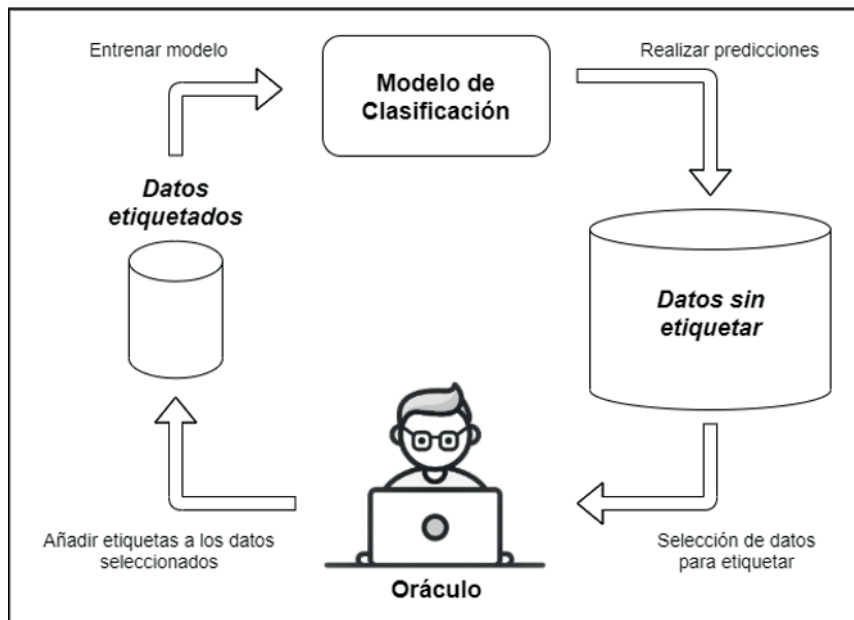 Entrenar modelo
Realizar predicciones
Modelo de
Clasificación
Datos
etiquetados
Datos sin
etiquetar
Añadir etiquetas a los datos
seleccionados
Selección de datos
para etiquetar
Oráculo